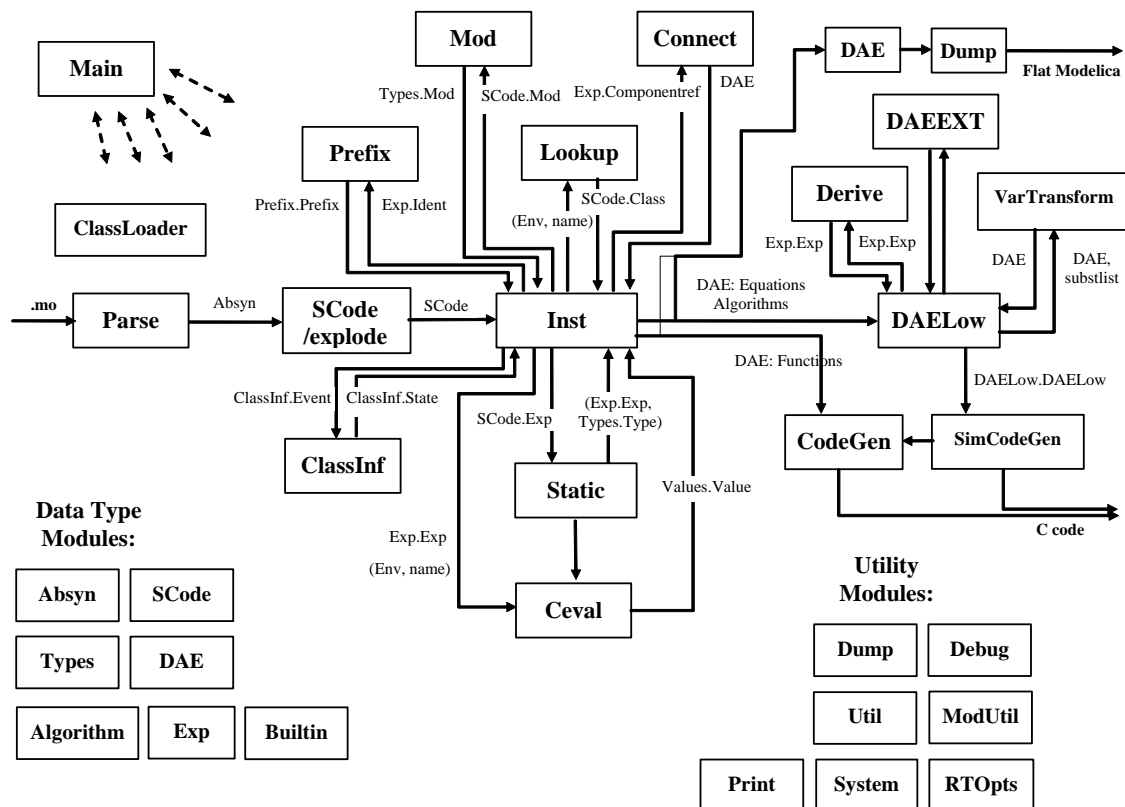 Mod
Connect
DAE
Dump
Main
Flat Modelica
Types.Mod
SCode.Mod
Exp.Componentref
DAE
DAEEXT
Prefix
Lookup
Derive
VarTransform
Prefix.Prefix
Exp.Ident
(Env, name)
SCode.Class
ClassLoader
Exp.Exp
Exp.Exp
DAE
DAE,
substlist
.mo
Parse
Absyn
SCode
/explode
SCode
Inst
DAE: Equations
Algorithms
DAELow
DAE: Functions
ClassInf.Event
ClassInf.State
SCode.Exp
(Exp.Exp,
Types.Type)
DAELow.DAELow
ClassInf
CodeGen
SimCodeGen
Static
Values.Value
C code
Data Type
Modules:
Exp.Exp
(Env, name)
Ceval
Utility
Modules:
Absyn
SCode
Types
DAE
Dump
Debug
Algorithm
Exp
Builtin
Util
ModUtil
Print
System
RTOpts